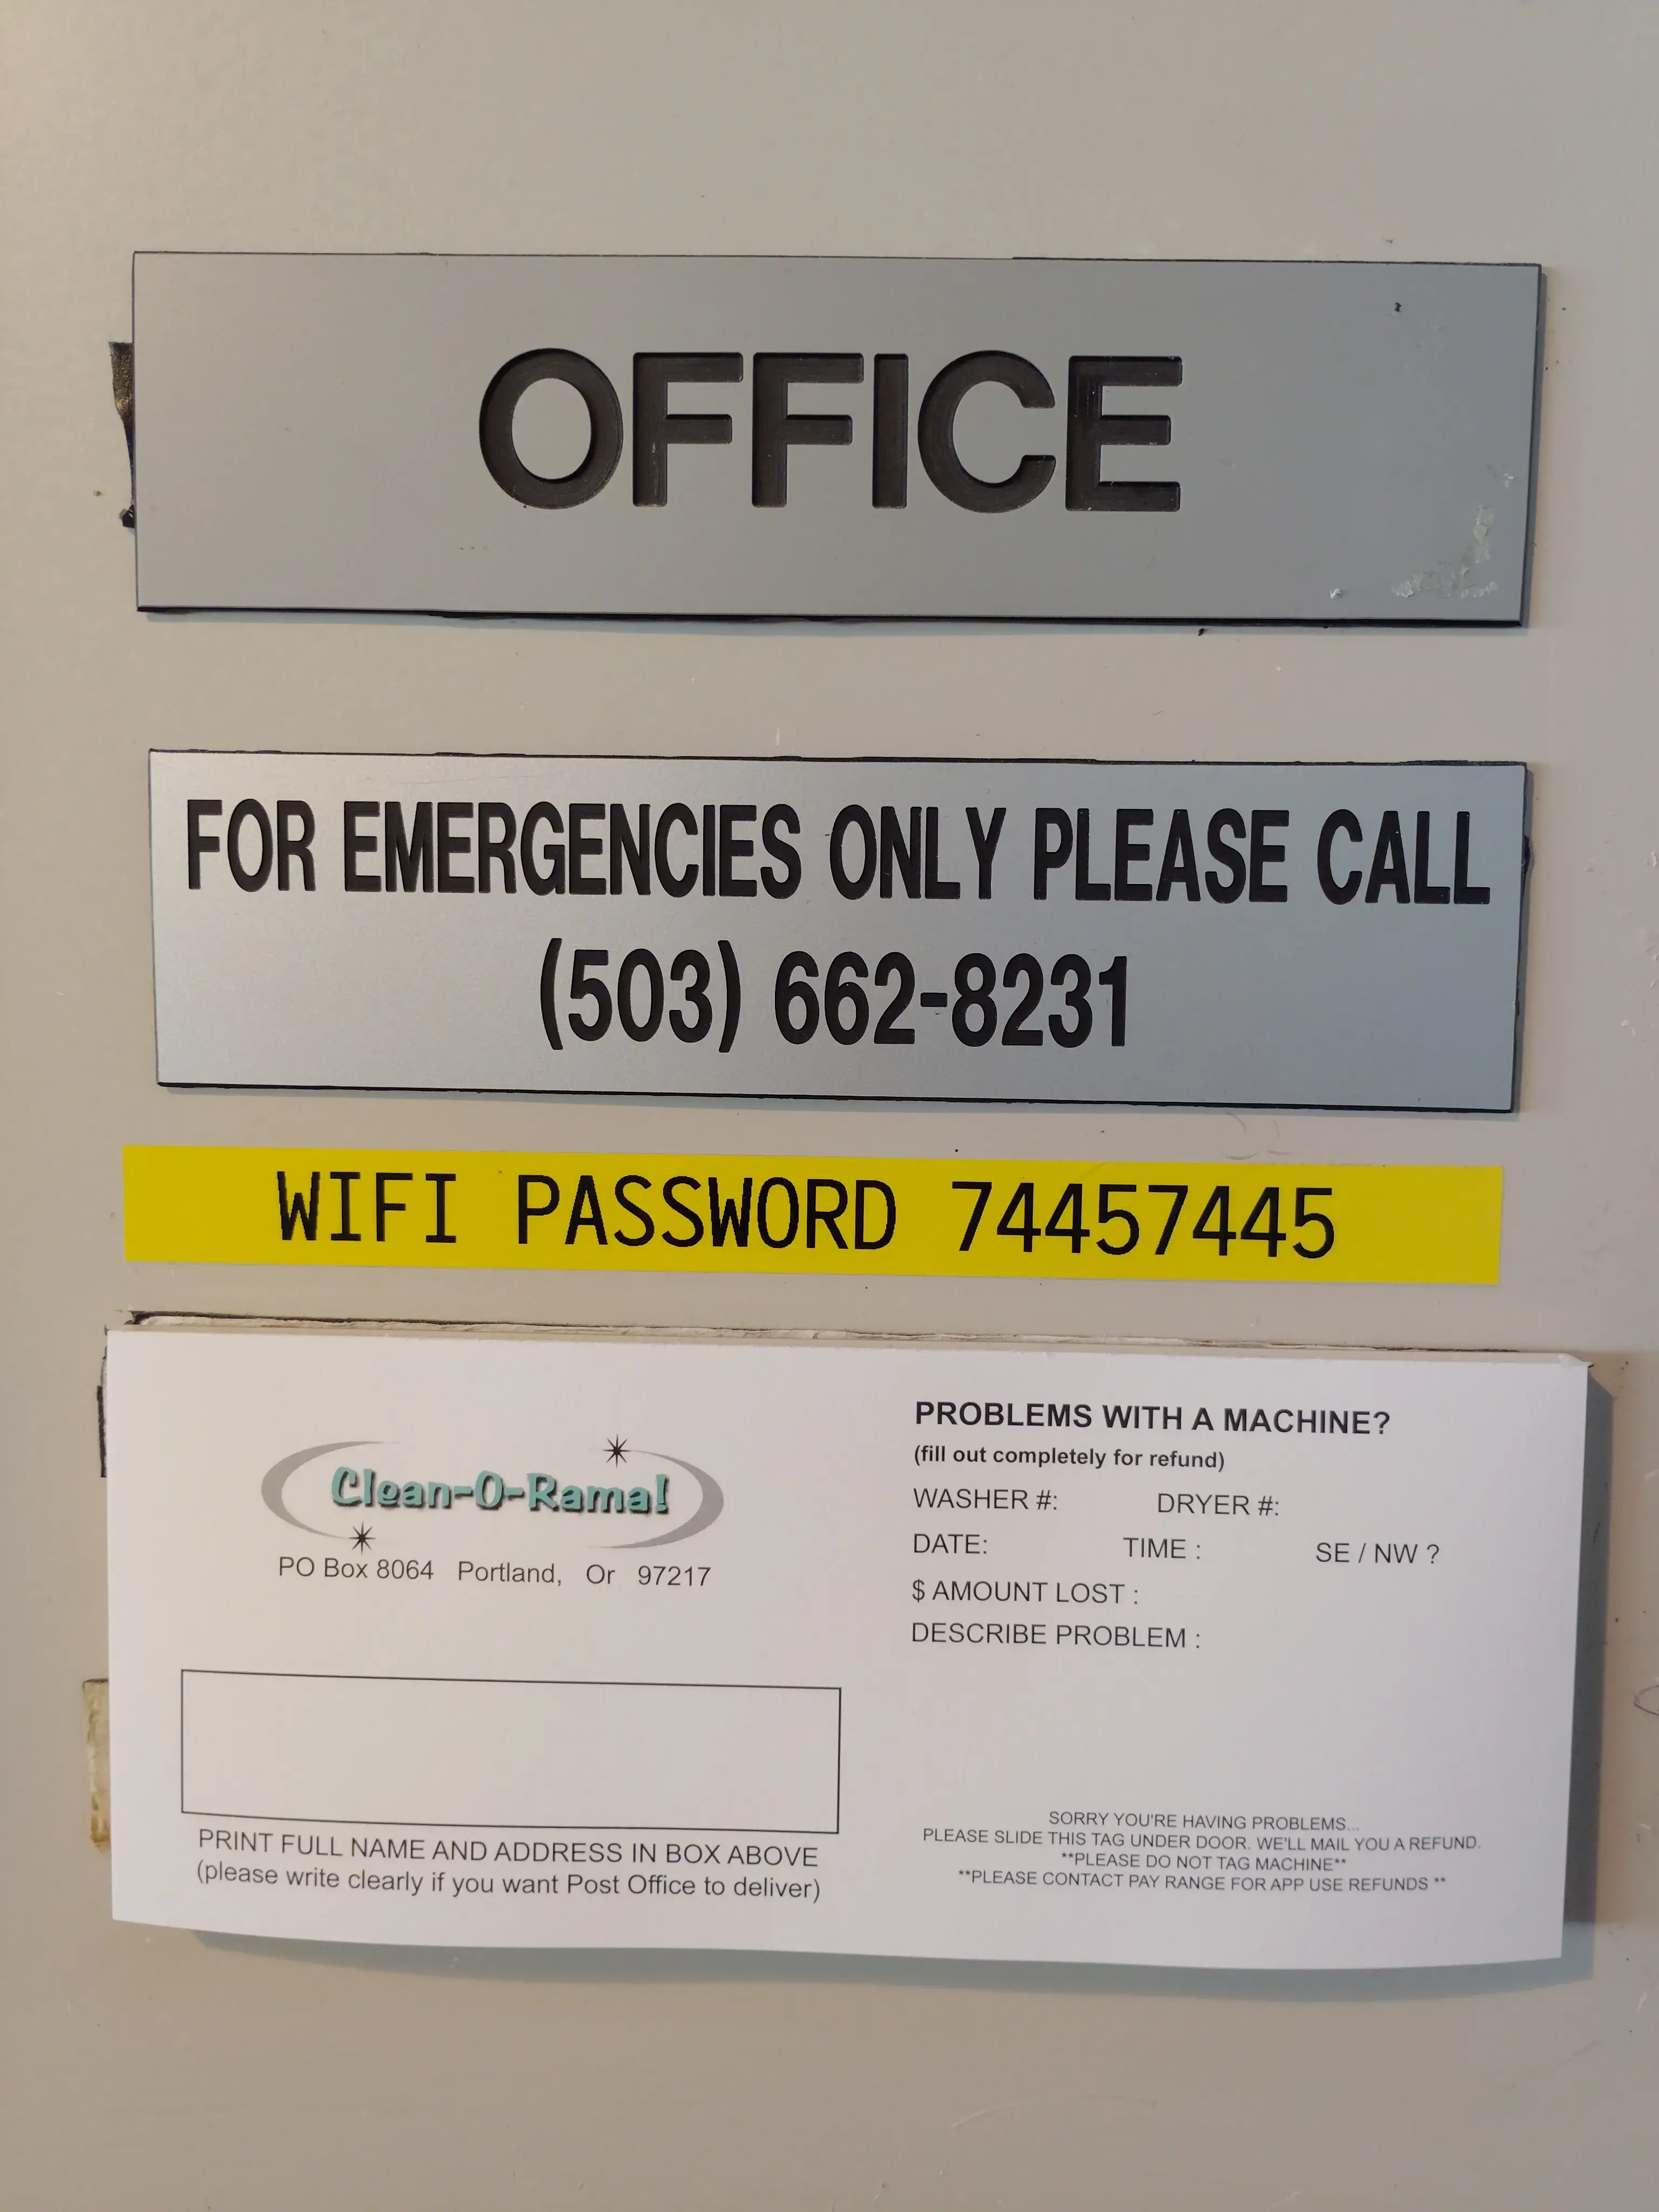 OFFICE
FOR EMERGENCIES ONLY PLEASE CALL
(503) 662-8231
WIFI PASSWORD 74457445
Clean-O-Rama!
PO Box 8064 Portland, Or 97217
PRINT FULL NAME AND ADDRESS IN BOX ABOVE
(please write clearly if you want Post Office to deliver)
PROBLEMS WITH A MACHINE?
(fill out completely for refund)
WASHER #: DRYER #:
DATE: TIME : SE / NW ?
$ AMOUNT LOST :
DESCRIBE PROBLEM :
SORRY YOU'RE HAVING PROBLEMS...
PLEASE SLIDE THIS TAG UNDER DOOR. WE'LL MAIL YOU A REFUND.
**PLEASE DO NOT TAG MACHINE**
**PLEASE CONTACT PAY RANGE FOR APP USE REFUNDS **